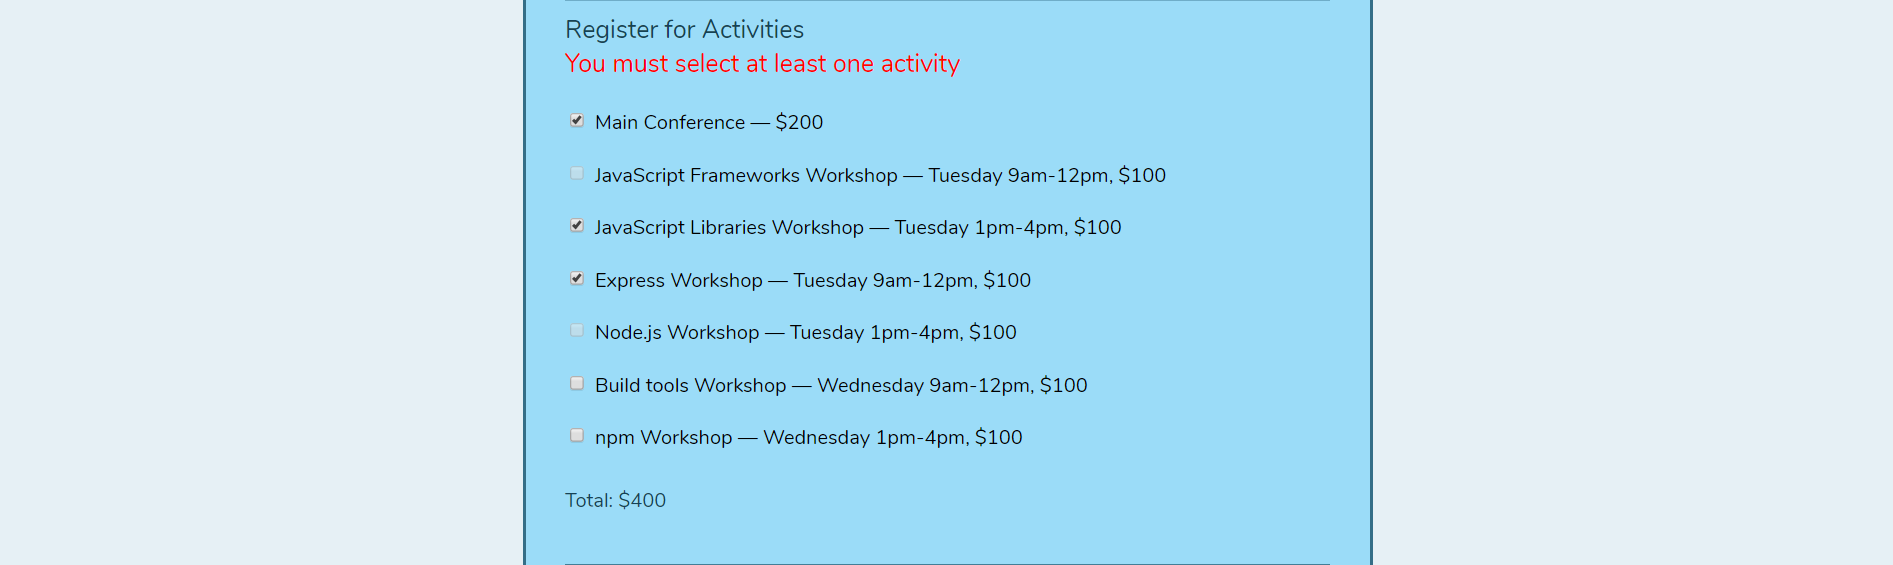 Register for Activities
You must select at least one activity
Main Conference — $200
JavaScript Frameworks Workshop — Tuesday 9am-12pm, $100
JavaScript Libraries Workshop — Tuesday 1pm-4pm, $100
Express Workshop — Tuesday 9am-12pm, $100
Node.js Workshop — Tuesday 1pm-4pm, $100
Build tools Workshop — Wednesday 9am-12pm, $100
npm Workshop — Wednesday 1pm-4pm, $100
Total: $400